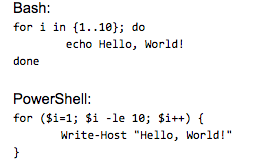 Bash:
for i in {1..10}; do
echo Hello, World!
done
PowerShell:
for ($i=1; $i -le 10; $i++) {
Write-Host "Hello, World!"
}